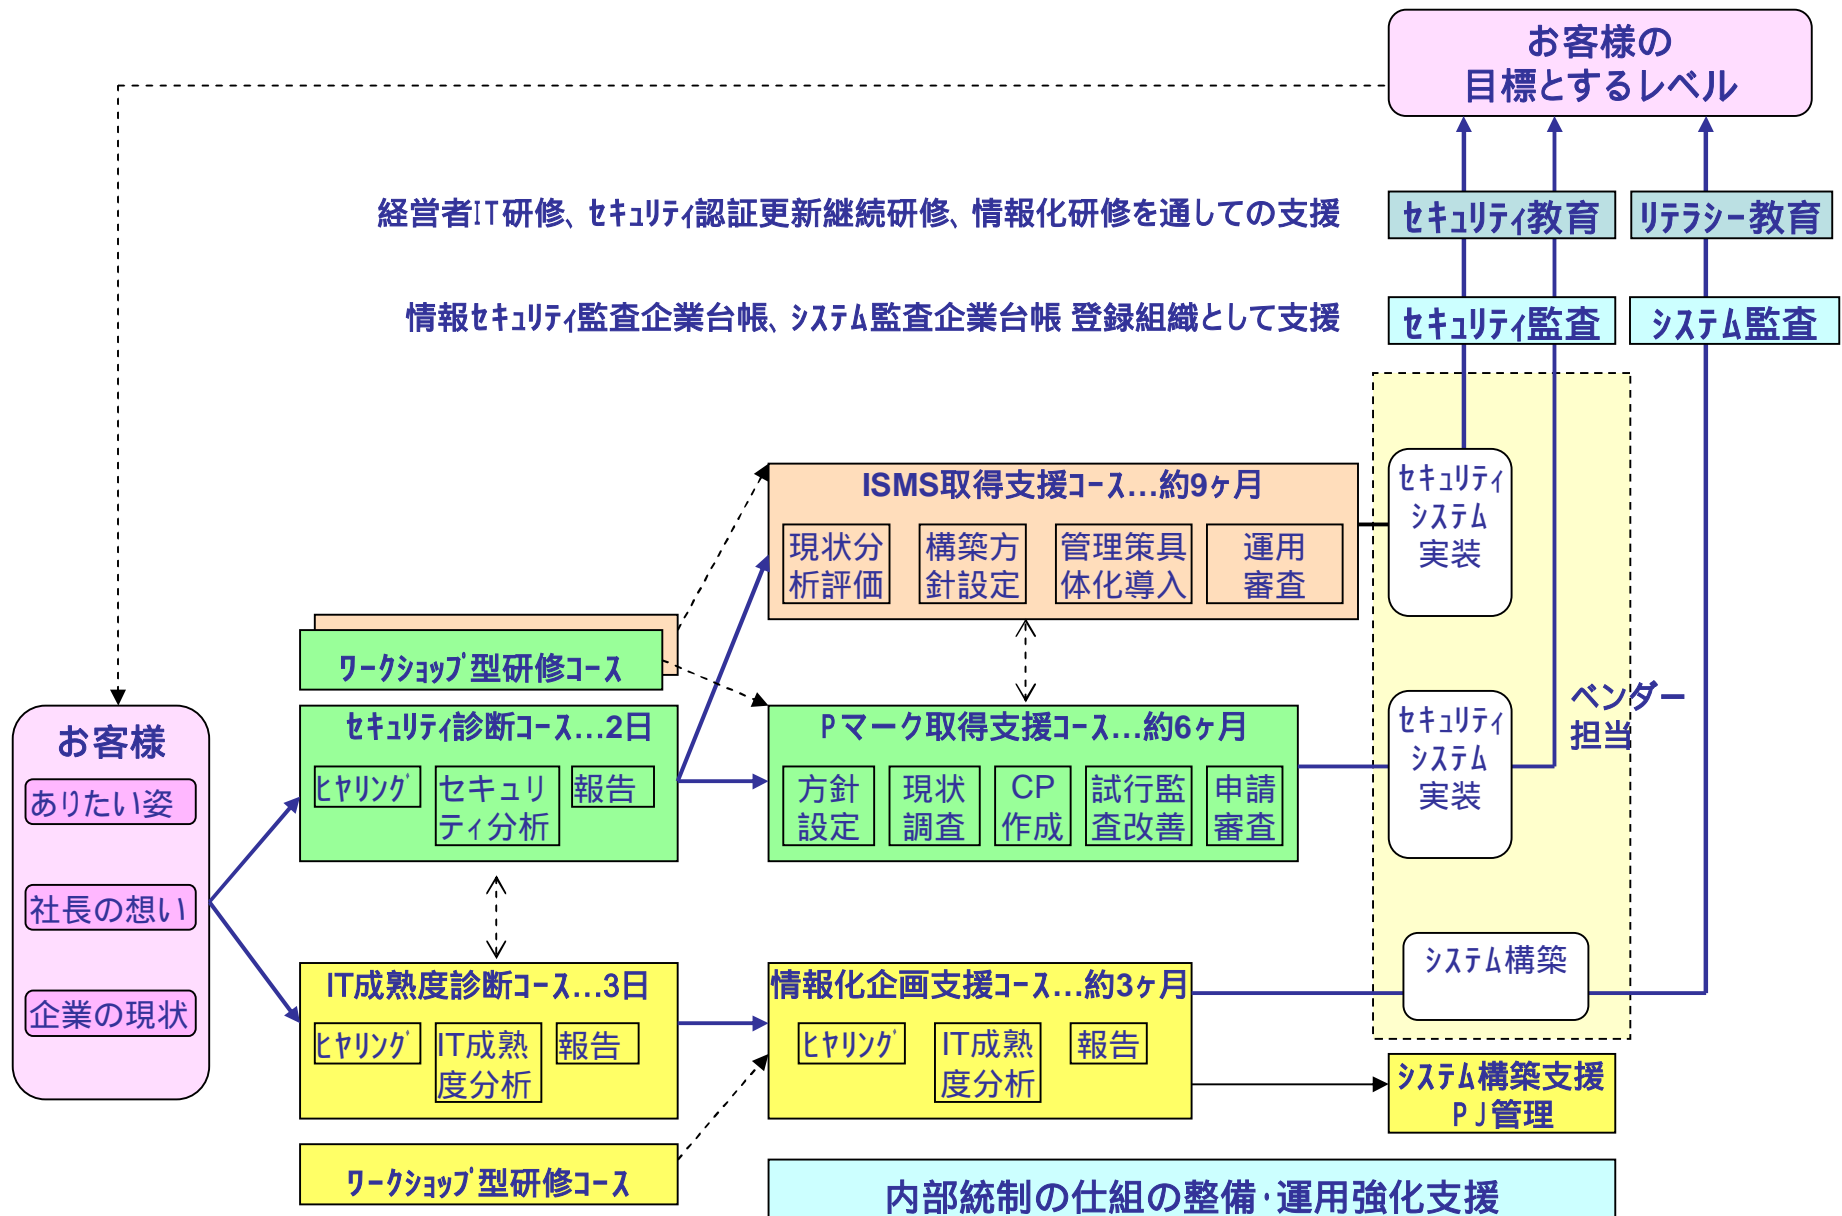 お客様の
目標とするレベル
経営者IT研修、ｾｷｭﾘﾃｨ認証更新継続研修、情報化研修を通しての支援
ｾｷｭﾘﾃｨ教育
ﾘﾃﾗｼｰ教育
情報ｾｷｭﾘﾃｨ監査企業台帳、ｼｽﾃﾑ監査企業台帳 登録組織として支援
ｾｷｭﾘﾃｨ監査
ｼｽﾃﾑ監査
ISMS取得支援ｺｰｽ…約9ヶ月
現状分
析評価
構築方
針設定
管理策具
体化導入
運用
審査
ｾｷｭﾘﾃｨ
ｼｽﾃﾑ
実装
ﾜｰｸｼｮｯﾌﾟ型研修ｺｰｽ
お客様
ありたい姿
社長の想い
企業の現状
ｾｷｭﾘﾃｨ診断ｺｰｽ…2日
ﾋﾔﾘﾝｸﾞ
セキュリ
ティ分析
報告
Pマーク取得支援ｺｰｽ…約6ヶ月
方針
設定
現状
調査
CP
作成
試行監
査改善
申請
審査
ｾｷｭﾘﾃｨ
ｼｽﾃﾑ
実装
ベンダー
担当
IT成熟度診断ｺｰｽ…3日
ﾋﾔﾘﾝｸﾞ
IT成熟
度分析
報告
情報化企画支援ｺｰｽ…約3ヶ月
ﾋﾔﾘﾝｸﾞ
IT成熟
度分析
報告
ｼｽﾃﾑ構築
ｼｽﾃﾑ構築支援
PJ管理
ﾜｰｸｼｮｯﾌﾟ型研修ｺｰｽ
内部統制の仕組の整備･運用強化支援